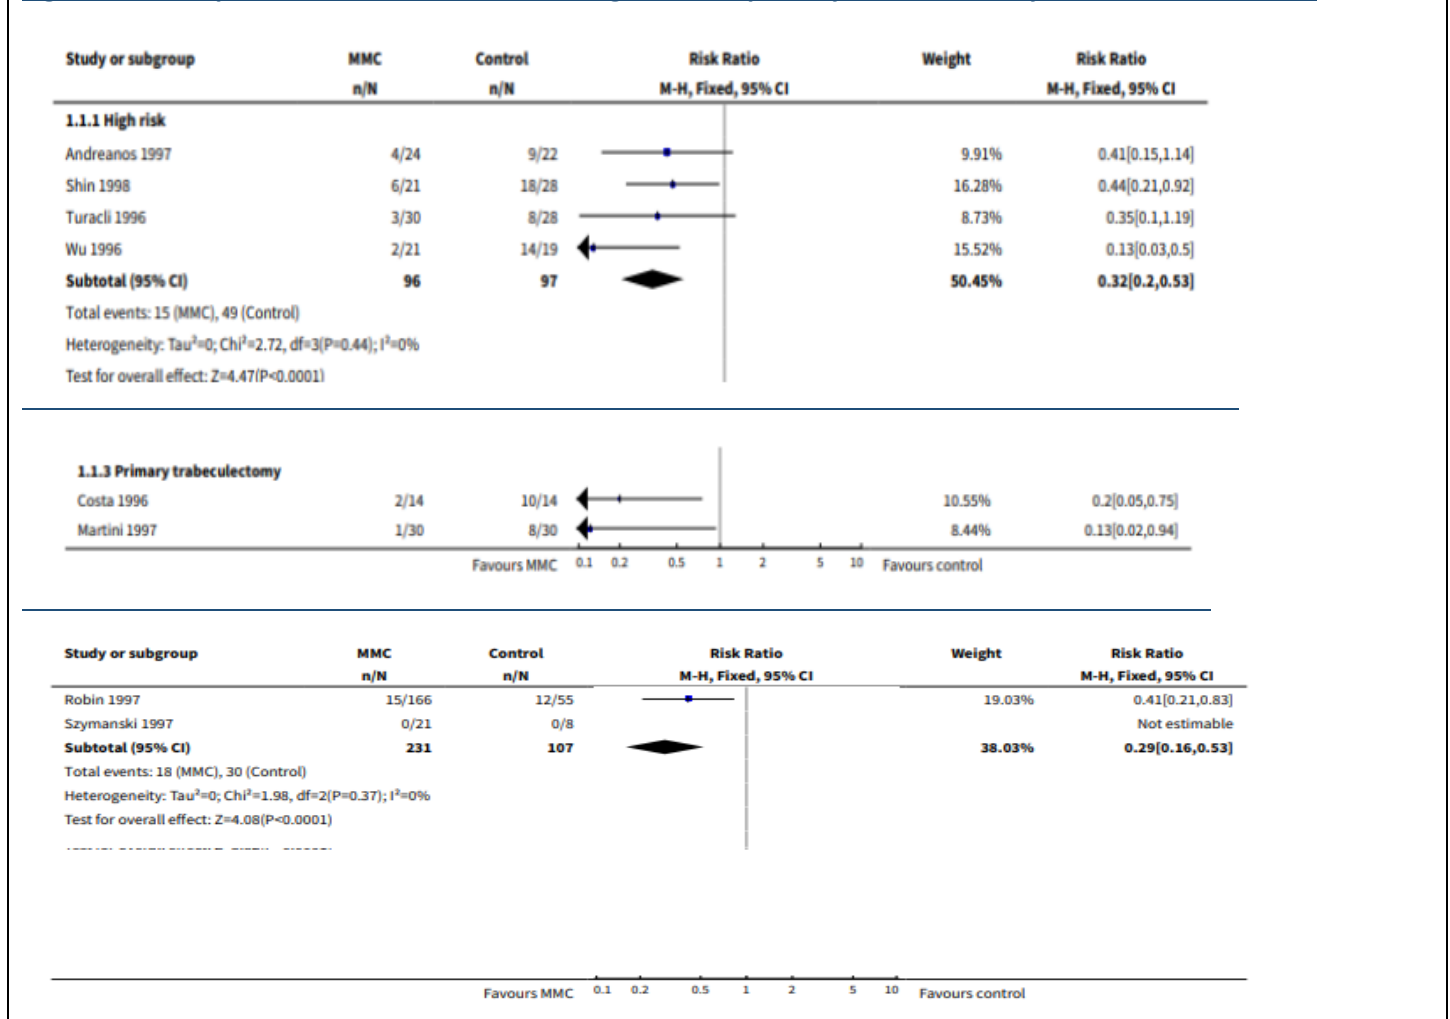 Study or subgroup MMC Control Risk Ratio Weight Risk Ratio
n/N n/N M-H, Fixed, 95% CI M-H, Fixed, 95% CI
1.1.1 High risk
Andreanos 1997 4/24 9/22 9.91% 0.41[0.15,1.14]
Shin 1998 6/21 18/28 16.28% 0.44[0.21,0.92]
Turacli 1996 3/30 8/28 8.73% 0.35[0.1,1.19]
Wu 1996 2/21 14/19 15.52% 0.13[0.03,0.5]
Subtotal (95% CI) 96 97 50.45% 0.32[0.2,0.53]
Total events: 15 (MMC), 49 (Control)
Heterogeneity: Tau²=0; Chi²=2.72, df=3(P=0.44); I²=0%
Test for overall effect: Z=4.47(P<0.0001)
1.1.3 Primary trabeculectomy
Costa 1996 2/14 10/14 10.55% 0.2[0.05,0.75]
Martini 1997 1/30 8/30 8.44% 0.13[0.02,0.94]
Favours MMC 0.1 0.2 0.5 1 2 5 10 Favours control
Study or subgroup MMC Control Risk Ratio Weight Risk Ratio
n/N n/N M-H, Fixed, 95% CI M-H, Fixed, 95% CI
Robin 1997 15/166 12/55 19.03% 0.41[0.21,0.83]
Szymanski 1997 0/21 0/8 Not estimable
Subtotal (95% CI) 231 107 38.03% 0.29[0.16,0.53]
Total events: 18 (MMC), 30 (Control)
Heterogeneity: Tau²=0; Chi²=1.98, df=2(P=0.37); I²=0%
Test for overall effect: Z=4.08(P<0.0001)
Favours MMC 0.1 0.2 0.5 1 2 5 10 Favours control